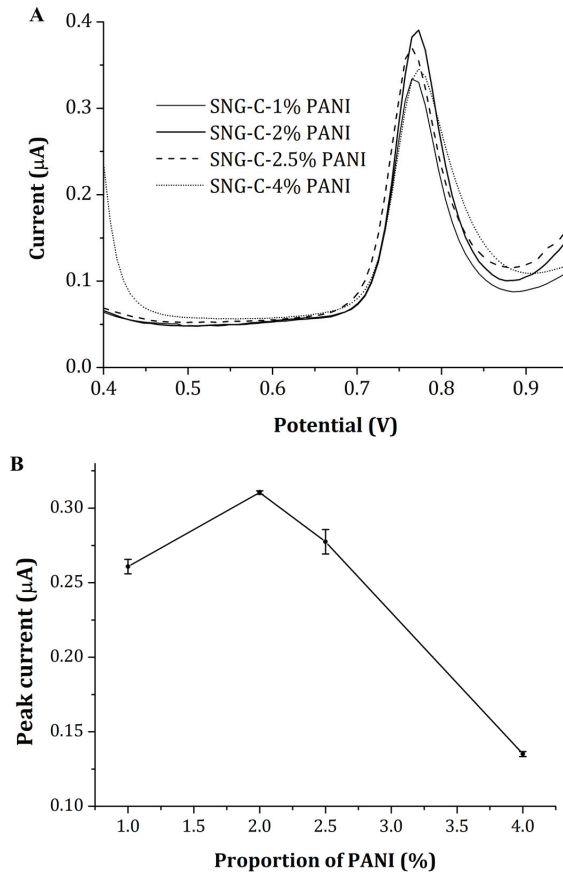 A
0.4
0.3
0.2
0.1
0.0
Current (μA)
SNG-C-1% PANI
SNG-C-2% PANI
SNG-C-2.5% PANI
SNG-C-4% PANI
0.4 0.5 0.6 0.7 0.8 0.9
Potential (V)
B
0.30
0.25
0.20
0.15
0.10
Peak current (μA)
1.0 1.5 2.0 2.5 3.0 3.5 4.0
Proportion of PANI (%)